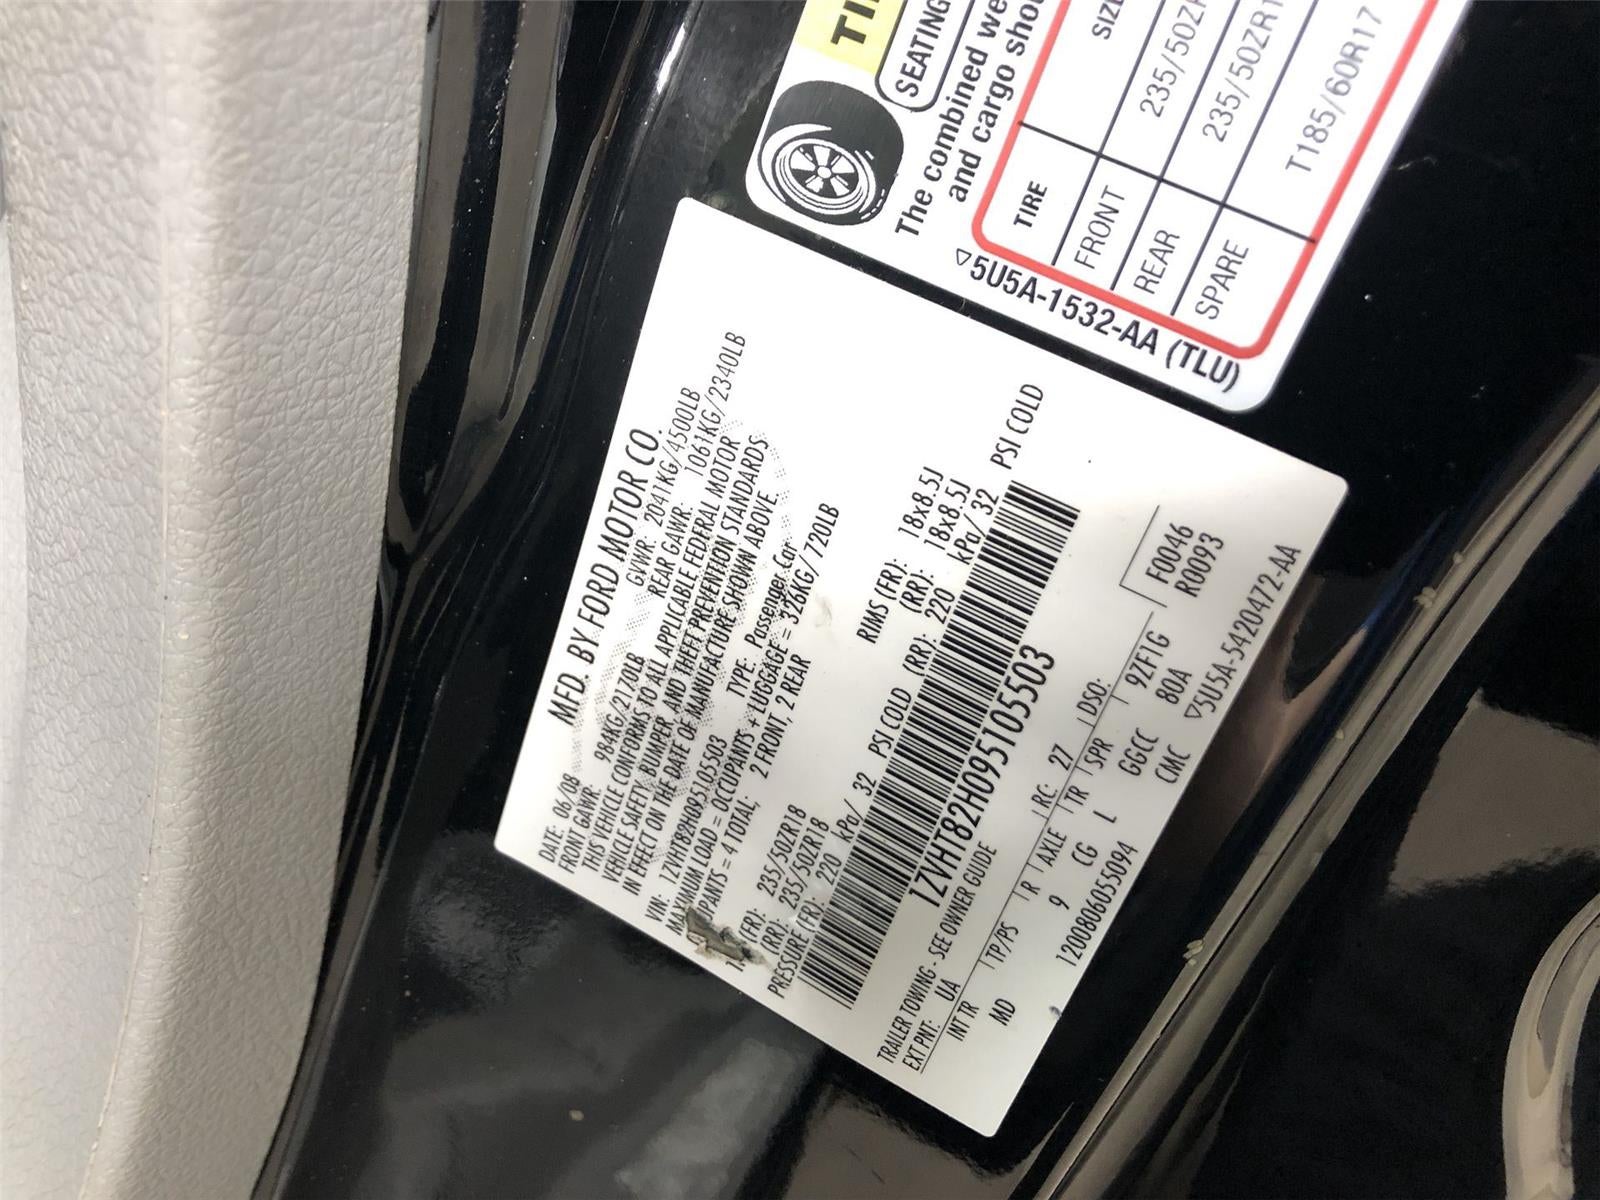 TI
SEATING
The combined we
and cargo shou
TIRE SIZE
FRONT 235/50ZR
REAR 235/50ZR1
SPARE T185/60R17
5U5A-1532-AA (TLU)
MFD. BY FORD MOTOR CO.
DATE: 06/08 GVWR: 2041KG/4500LB
FRONT GAWR: 984KG/2170LB REAR GAWR: 1061KG/2340LB
THIS VEHICLE CONFORMS TO ALL APPLICABLE FEDERAL MOTOR
VEHICLE SAFETY, BUMPER AND THEFT PREVENTION STANDARDS
IN EFFECT ON THE DATE OF MANUFACTURE SHOWN ABOVE.
VIN: 1ZVHT82H095105503 TYPE: Passenger Car
MAXIMUM LOAD = OCCUPANTS + LUGGAGE = 326KG/720LB
UPANTS = 4 TOTAL, 2 FRONT, 2 REAR
(FR): 235/50ZR18 RIMS (FR): 18x8.5J
(RR): 235/50ZR18 (RR): 18x8.5J
PRESSURE (FR): 220 kPa/ 32 PSI COLD (RR): 220 kPa/ 32 PSI COLD
1ZVHT82H095105503
TRAILER TOWING - SEE OWNER GUIDE
EXT PNT: UA RC: 27 DSO: F0046
INT TR TP/PS R AXLE TR SPR 9ZF1G R0093
MD 9 CG L GGCC 80A
1200806055094 CMC
5U5A-5420472-AA